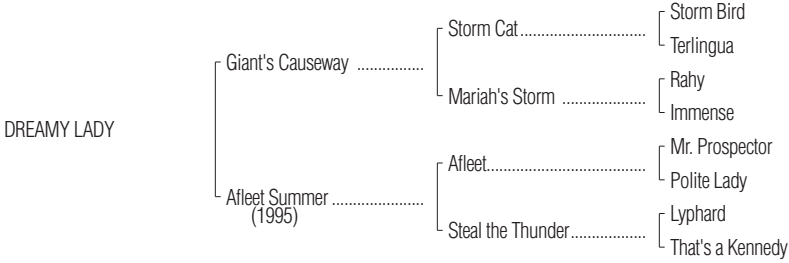 Storm Bird
Storm Cat..............................
Terlingua
Giant's Causeway ................
Rahy
Mariah's Storm ....................
Immense
DREAMY LADY
Mr. Prospector
Afleet......................................
Polite Lady
Afleet Summer ......................
(1995)
Lyphard
Steal the Thunder..................
That's a Kennedy